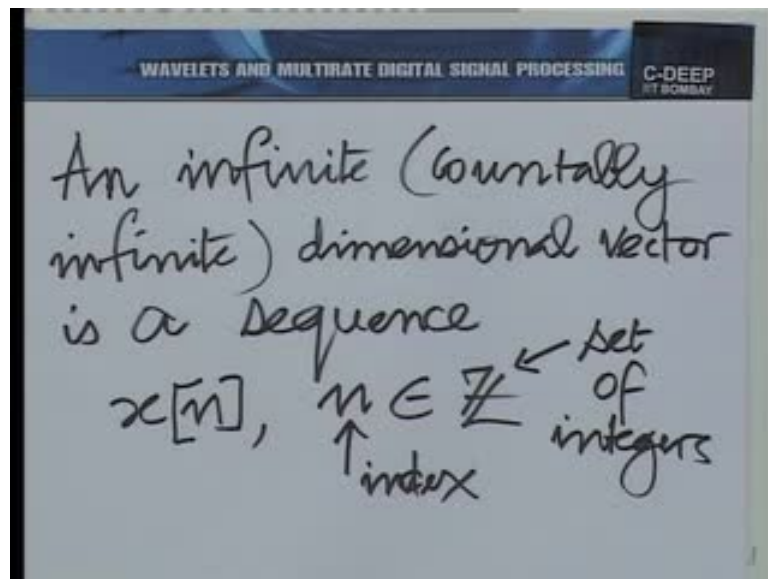 WAVELETS AND MULTIRATE DIGITAL SIGNAL PROCESSING
C-DEEP
IIT BOMBAY
An infinite (countably
infinite) dimensional vector
is a sequence
x[n], n ∈ ℤ ← set
of
integers
↑
index